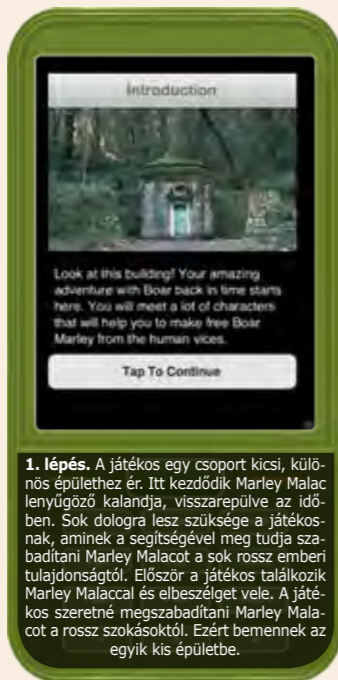 Introduction
Look at this building! Your amazing
adventure with Boar back in time starts
here. You will meet a lot of characters
that will help you to make free Boar
Marley from the human vices.
Tap To Continue
1. lépés. A játékos egy csoport kicsi, külö-
nös épülethez ér. Itt kezdődik Marley Malac
lenyűgöző kalandja, visszarepülve az idő-
ben. Sok dologra lesz szüksége a játékos-
nak, aminek a segítségével meg tudja sza-
badítani Marley Malacot a sok rossz emberi
tulajdonságtól. Először a játékos találkozik
Marley Malaccal és elbeszélget vele. A játé-
kos szeretné megszabadítani Marley Mala-
cot a rossz szokásoktól. Ezért bemennek az
egyik kis épületbe.